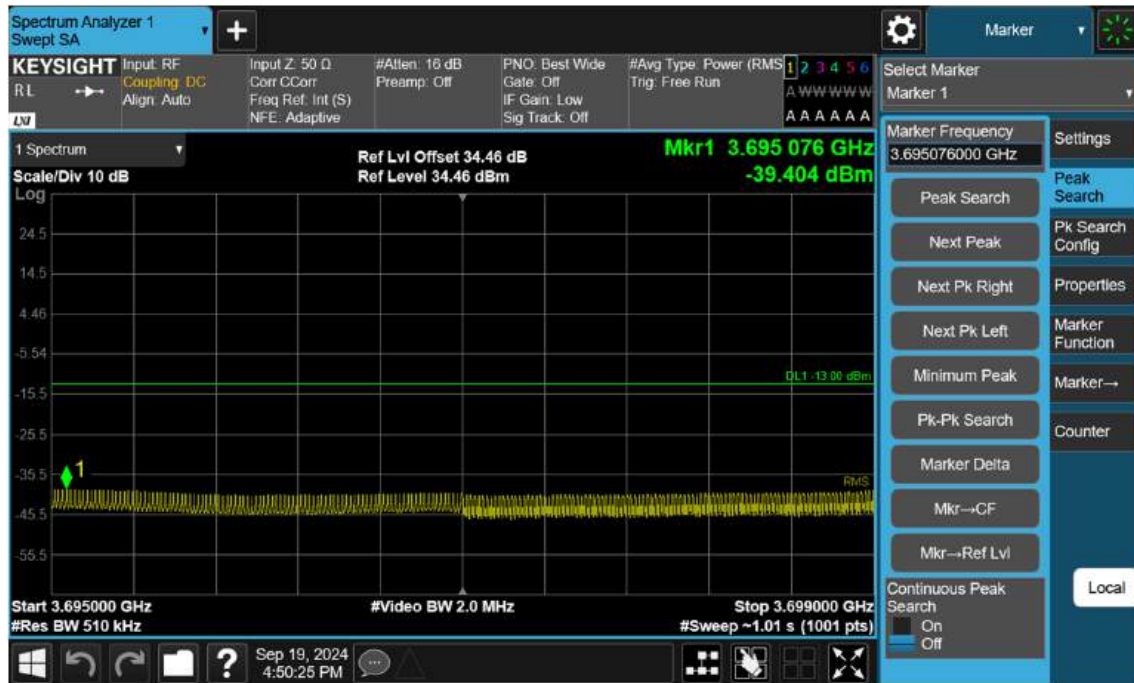 Spectrum Analyzer 1
Swept SA
+
Marker
KEYSIGHT
RL
LXI
Input: RF
Coupling: DC
Align: Auto
Input Z: 50 Ω
Corr CCorr
Freq Ref: Int (S)
NFE: Adaptive
#Atten: 16 dB
Preamp: Off
PNO: Best Wide
Gate: Off
IF Gain: Low
Sig Track: Off
#Avg Type: Power (RMS
Trig: Free Run
1 2 3 4 5 6
A W W W W W
A A A A A A
Select Marker
Marker 1
1 Spectrum
Scale/Div 10 dB
Log
Ref Lvl Offset 34.46 dB
Ref Level 34.46 dBm
Mkr1 3.695 076 GHz
-39.404 dBm
24.5
14.5
4.46
-5.54
-15.5
-25.5
-35.5
-45.5
-55.5
DL1 -13.00 dBm
1
RMS
Start 3.695000 GHz
#Res BW 510 kHz
#Video BW 2.0 MHz
Stop 3.699000 GHz
#Sweep ~1.01 s (1001 pts)
Marker Frequency
3.695076000 GHz
Peak Search
Next Peak
Next Pk Right
Next Pk Left
Minimum Peak
Pk-Pk Search
Marker Delta
Mkr→CF
Mkr→Ref Lvl
Continuous Peak
Search
On
Off
Settings
Peak
Search
Pk Search
Config
Properties
Marker
Function
Marker→
Counter
Local
?
Sep 19, 2024
4:50:25 PM